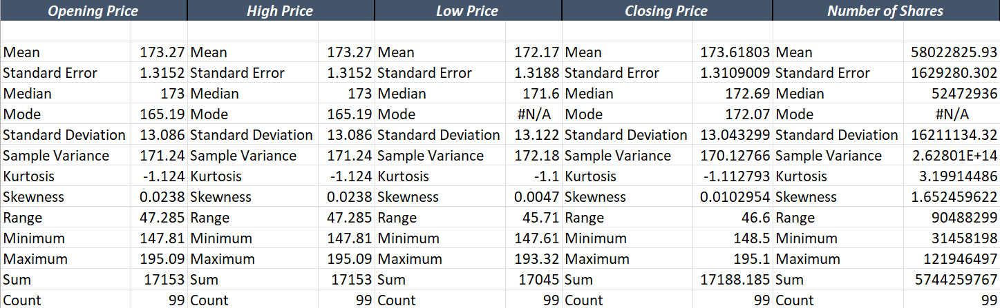 Opening Price High Price Low Price Closing Price Number of Shares
Mean 173.27 Mean 173.27 Mean 172.17 Mean 173.61803 Mean 58022825.93
Standard Error 1.3152 Standard Error 1.3152 Standard Error 1.3188 Standard Error 1.3109009 Standard Error 1629280.302
Median 173 Median 173 Median 171.6 Median 172.69 Median 52472936
Mode 165.19 Mode 165.19 Mode #N/A Mode 172.07 Mode #N/A
Standard Deviation 13.086 Standard Deviation 13.086 Standard Deviation 13.122 Standard Deviation 13.043299 Standard Deviation 16211134.32
Sample Variance 171.24 Sample Variance 171.24 Sample Variance 172.18 Sample Variance 170.12766 Sample Variance 2.62801E+14
Kurtosis -1.124 Kurtosis -1.124 Kurtosis -1.1 Kurtosis -1.112793 Kurtosis 3.19914486
Skewness 0.0238 Skewness 0.0238 Skewness 0.0047 Skewness 0.0102954 Skewness 1.652459622
Range 47.285 Range 47.285 Range 45.71 Range 46.6 Range 90488299
Minimum 147.81 Minimum 147.81 Minimum 147.61 Minimum 148.5 Minimum 31458198
Maximum 195.09 Maximum 195.09 Maximum 193.32 Maximum 195.1 Maximum 121946497
Sum 17153 Sum 17153 Sum 17045 Sum 17188.185 Sum 5744259767
Count 99 Count 99 Count 99 Count 99 Count 99